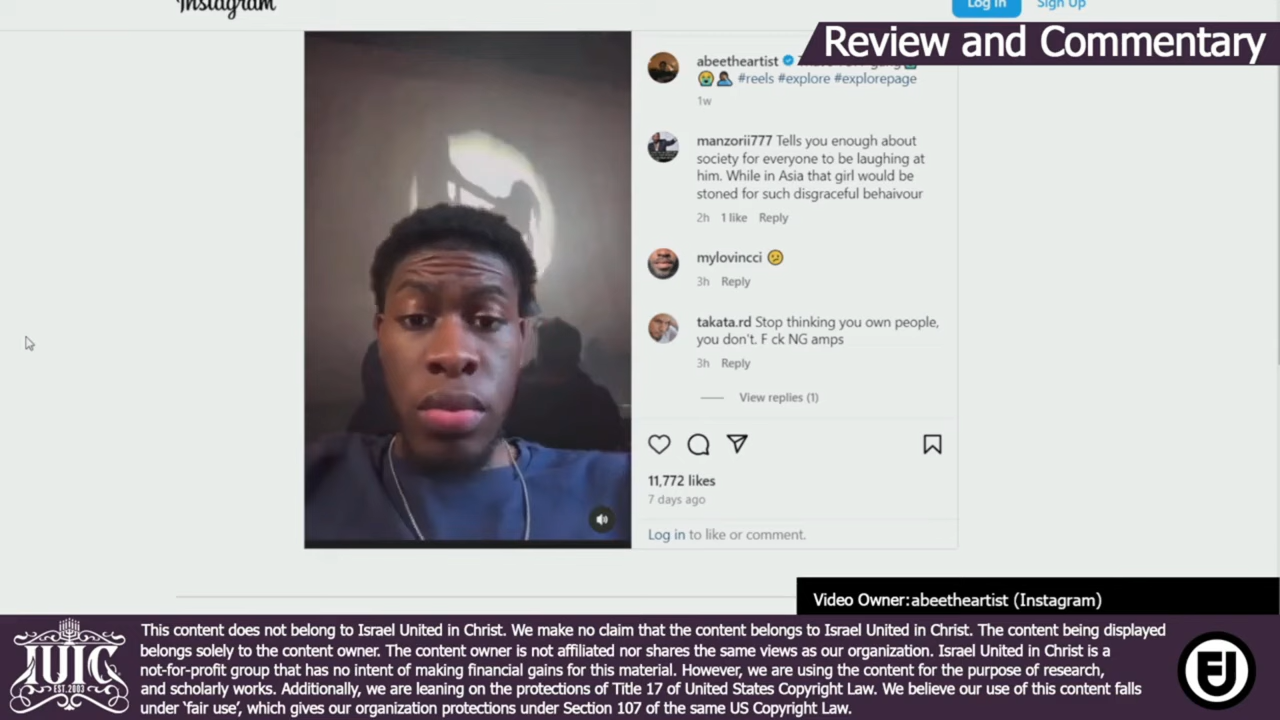 Instagram
Log In
Sign Up
Review and Commentary
abeetheartist
#reels #explore #explorepage
1w
manzorii777 Tells you enough about
society for everyone to be laughing at
him. While in Asia that girl would be
stoned for such disgraceful behaivour
2h 1 like Reply
mylovincci
3h Reply
takata.rd Stop thinking you own people,
you don't. F ck NG amps
3h Reply
View replies (1)
11,772 likes
7 days ago
Log in to like or comment.
Video Owner: abeetheartist (Instagram)
IUIC
EST. 2003
This content does not belong to Israel United in Christ. We make no claim that the content belongs to Israel United in Christ. The content being displayed
belongs solely to the content owner. The content owner is not affiliated nor shares the same views as our organization. Israel United in Christ is a
not-for-profit group that has no intent of making financial gains for this material. However, we are using the content for the purpose of research,
and scholarly works. Additionally, we are leaning on the protections of Title 17 of United States Copyright Law. We believe our use of this content falls
under 'fair use', which gives our organization protections under Section 107 of the same US Copyright Law.